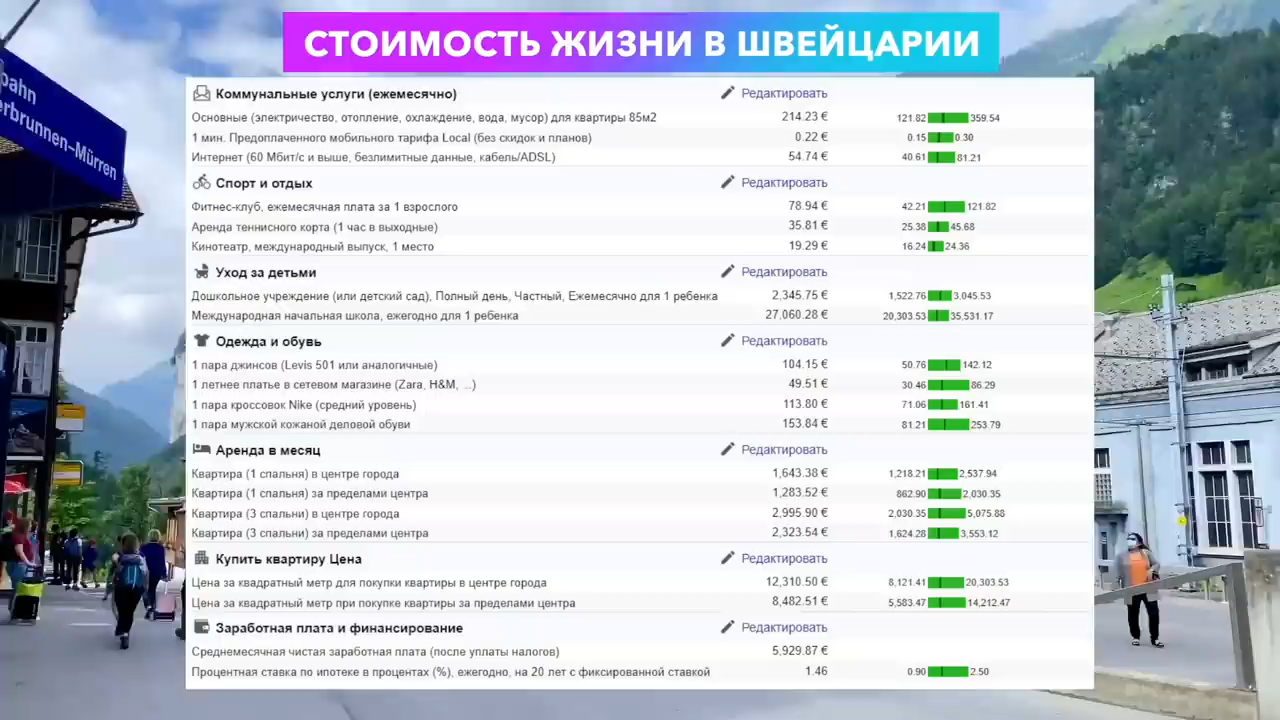 СТОИМОСТЬ ЖИЗНИ В ШВЕЙЦАРИИ
bahn
erbrunnen-Mürren
Коммунальные услуги (ежемесячно) Редактировать
Основные (электричество, отопление, охлаждение, вода, мусор) для квартиры 85м2 214.23 € 121.82 359.54
1 мин. Предоплаченного мобильного тарифа Local (без скидок и планов) 0.22 € 0.15 0.30
Интернет (60 Мбит/с и выше, безлимитные данные, кабель/ADSL) 54.74 € 40.61 81.21
Спорт и отдых Редактировать
Фитнес-клуб, ежемесячная плата за 1 взрослого 78.94 € 42.21 121.82
Аренда теннисного корта (1 час в выходные) 35.81 € 25.38 45.68
Кинотеатр, международный выпуск, 1 место 19.29 € 16.24 24.36
Уход за детьми Редактировать
Дошкольное учреждение (или детский сад), Полный день, Частный, Ежемесячно для 1 ребенка 2,345.75 € 1,522.76 3,045.53
Международная начальная школа, ежегодно для 1 ребенка 27,060.28 € 20,303.53 35,531.17
Одежда и обувь Редактировать
1 пара джинсов (Levis 501 или аналогичные) 104.15 € 50.76 142.12
1 летнее платье в сетевом магазине (Zara, H&M, ...) 49.51 € 30.46 86.29
1 пара кроссовок Nike (средний уровень) 113.80 € 71.06 161.41
1 пара мужской кожаной деловой обуви 153.84 € 81.21 253.79
Аренда в месяц Редактировать
Квартира (1 спальня) в центре города 1,643.38 € 1,218.21 2,537.94
Квартира (1 спальня) за пределами центра 1,283.52 € 862.90 2,030.35
Квартира (3 спальни) в центре города 2,995.90 € 2,030.35 5,075.88
Квартира (3 спальни) за пределами центра 2,323.54 € 1,624.28 3,553.12
Купить квартиру Цена Редактировать
Цена за квадратный метр для покупки квартиры в центре города 12,310.50 € 8,121.41 20,303.53
Цена за квадратный метр при покупке квартиры за пределами центра 8,482.51 € 5,583.47 14,212.47
Заработная плата и финансирование Редактировать
Среднемесячная чистая заработная плата (после уплаты налогов) 5,929.87 €
Процентная ставка по ипотеке в процентах (%), ежегодно, на 20 лет с фиксированной ставкой 1.46 0.90 2.50